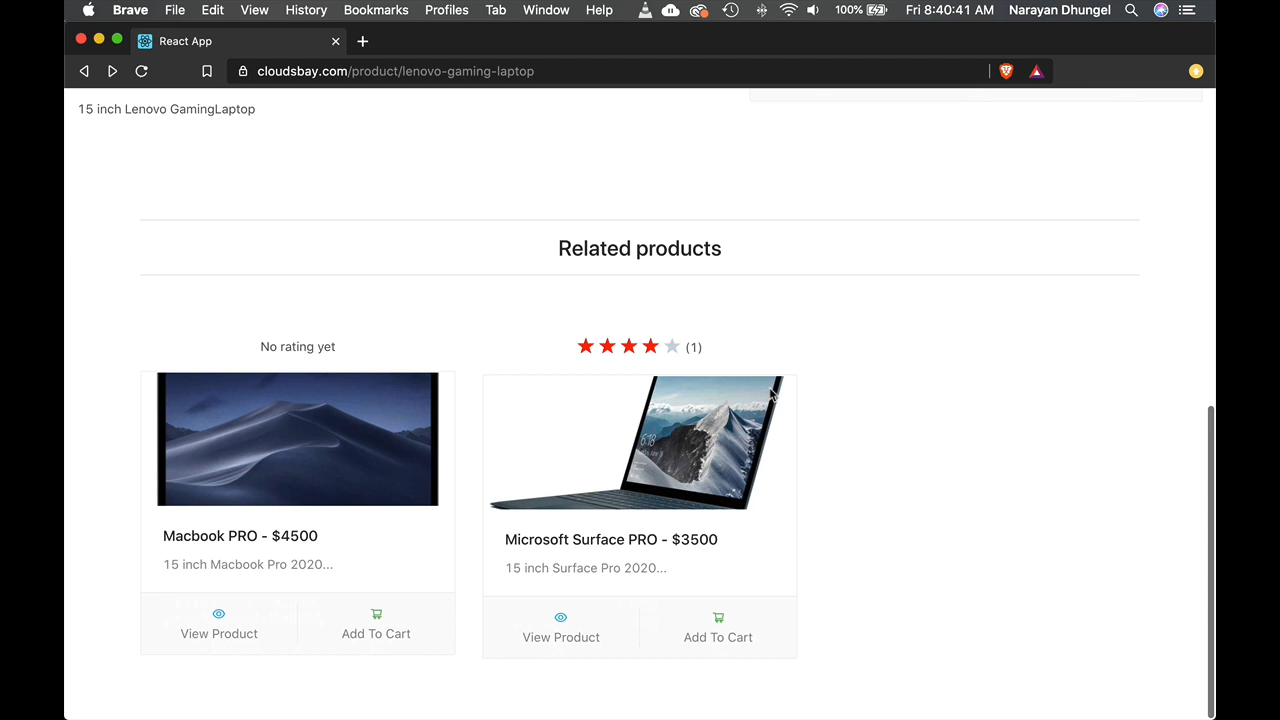 Brave File Edit View History Bookmarks Profiles Tab Window Help 100% Fri 8:40:41 AM Narayan Dhungel
React App
cloudsbay.com/product/lenovo-gaming-laptop
15 inch Lenovo GamingLaptop
Related products
No rating yet
(1)
6:18
Macbook PRO - $4500
Microsoft Surface PRO - $3500
15 inch Macbook Pro 2020...
15 inch Surface Pro 2020...
View Product Add To Cart
View Product Add To Cart